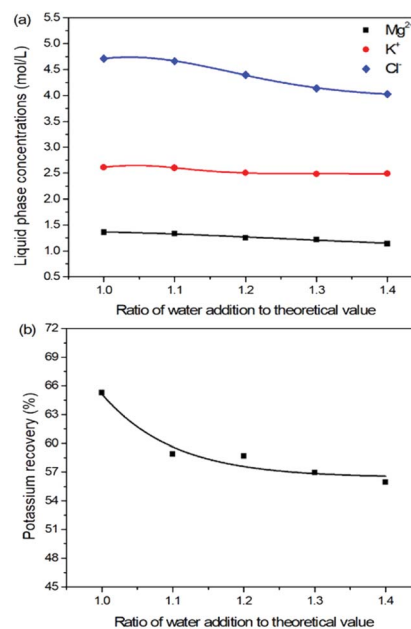 (a)
Mg2+
K+
Cl-
Liquid phase concentrations (mol/L)
5.5
5.0
4.5
4.0
3.5
3.0
2.5
2.0
1.5
1.0
0.5
1.0 1.1 1.2 1.3 1.4
Ratio of water addition to theoretical value
(b)
Potassium recovery (%)
72
69
66
63
60
57
54
51
48
45
1.0 1.1 1.2 1.3 1.4
Ratio of water addition to theoretical value